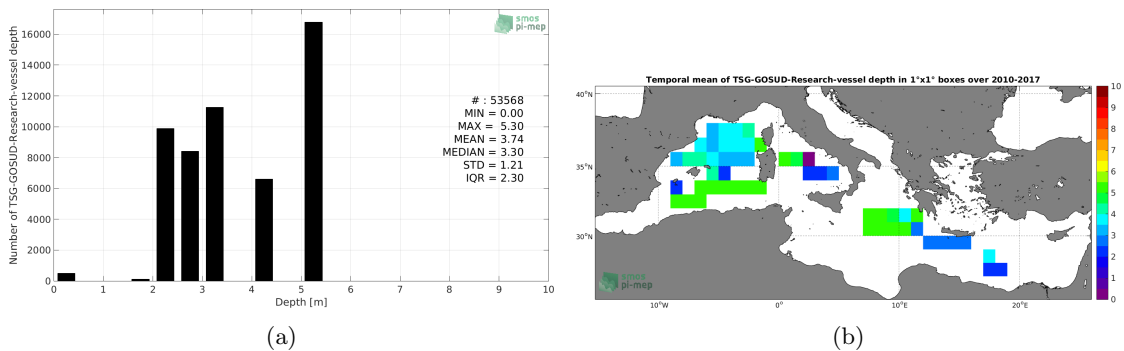 smos
pi-mep
Number of TSG-GOSUD-Research-vessel depth
16000
14000
12000
10000
8000
6000
4000
2000
0
# : 53568
MIN = 0.00
MAX = 5.30
MEAN = 3.74
MEDIAN = 3.30
STD = 1.21
IQR = 2.30
0 1 2 3 4 5 6 7 8 9 10
Depth [m]
(a)
Temporal mean of TSG-GOSUD-Research-vessel depth in 1°x1° boxes over 2010-2017
40°N
35°N
30°N
10°W 0° 10°E 20°E
10
9
8
7
6
5
4
3
2
1
0
smos
pi-mep
(b)